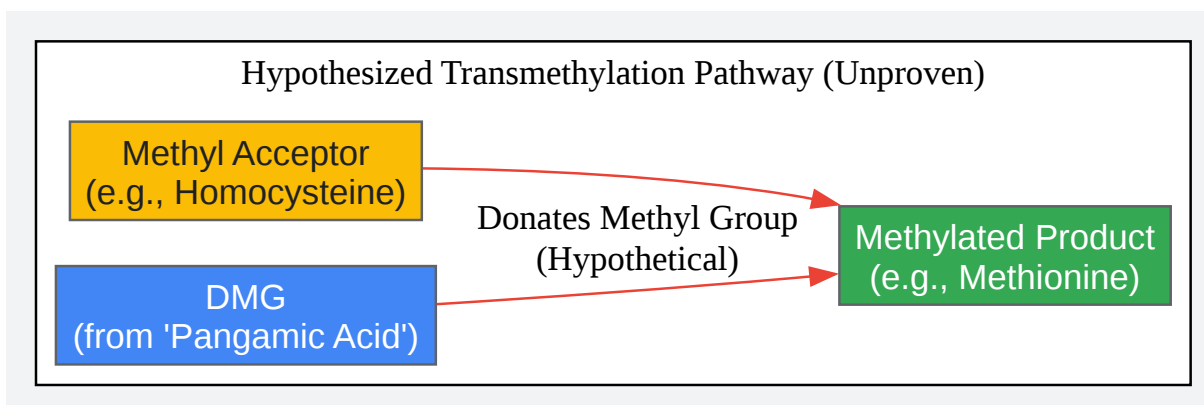 Hypothesized Transmethylation Pathway (Unproven)
Methyl Acceptor
(e.g., Homocysteine)
Donates Methyl Group
(Hypothetical)
Methylated Product
(e.g., Methionine)
DMG
(from 'Pangamic Acid')